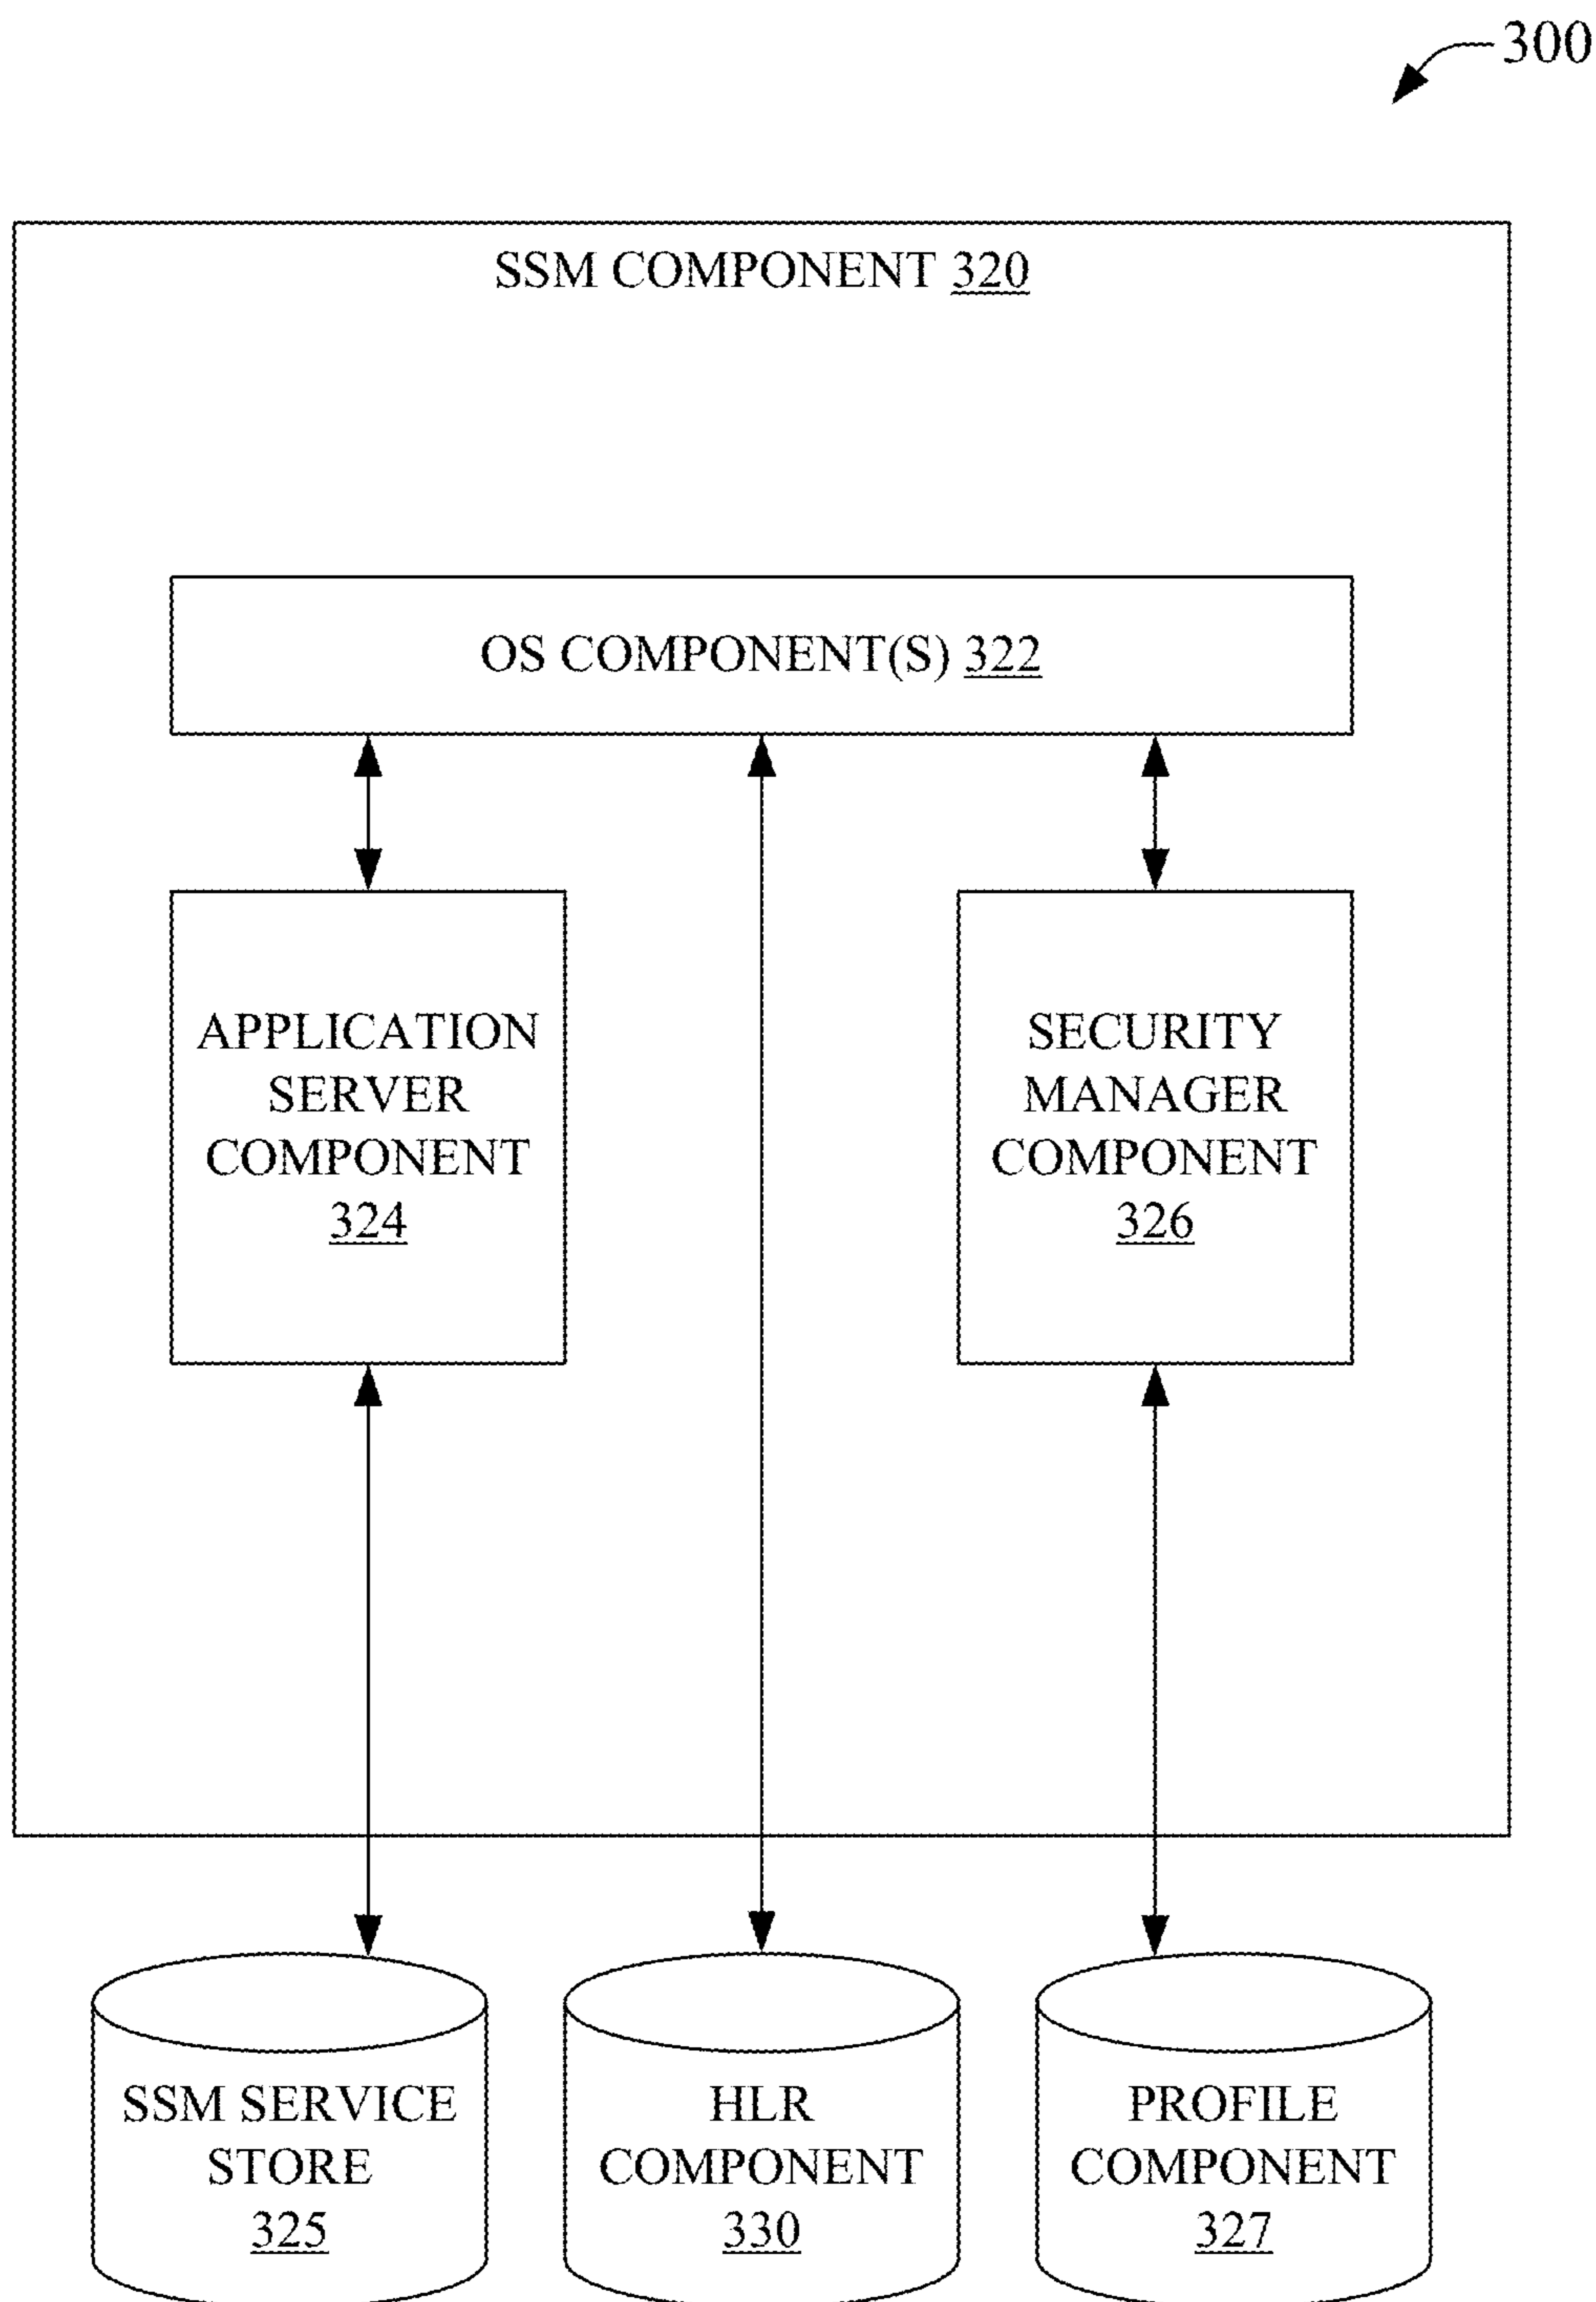 300
SSM COMPONENT 320
OS COMPONENT(S) 322
APPLICATION
SERVER
COMPONENT
324
SECURITY
MANAGER
COMPONENT
326
SSM SERVICE
STORE
325
HLR
COMPONENT
330
PROFILE
COMPONENT
327